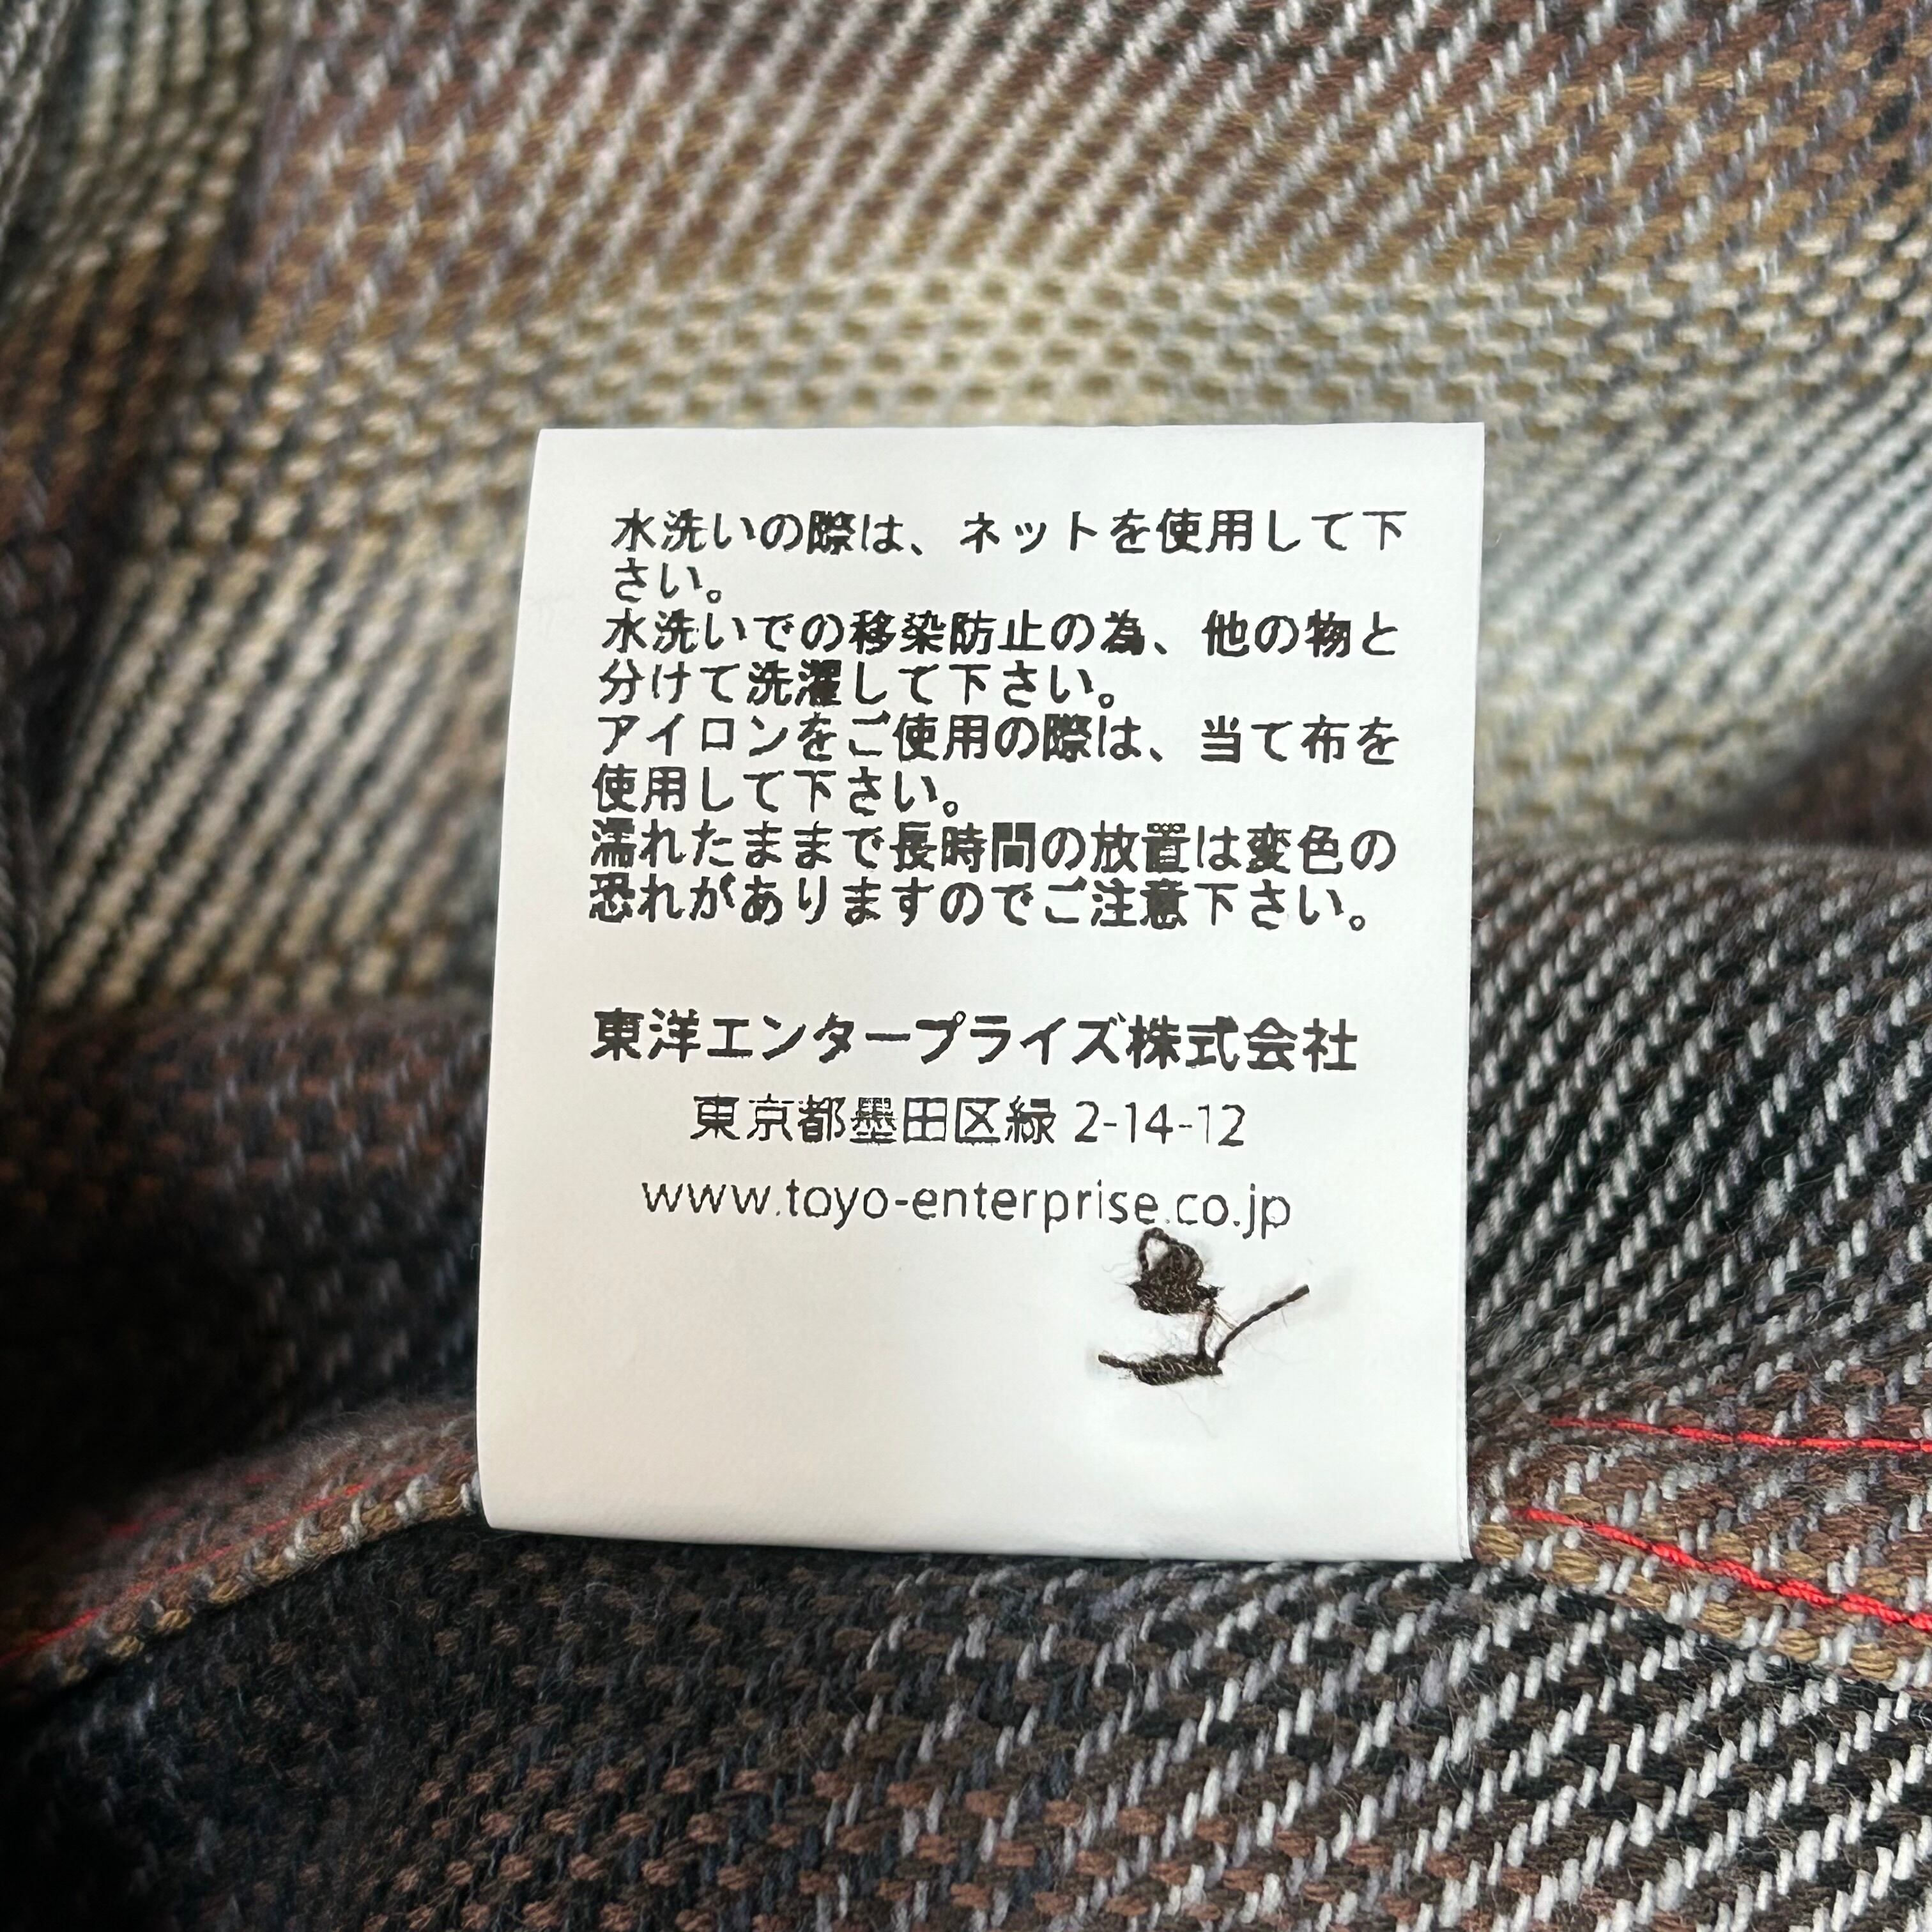 水洗いの際は、ネットを使用して下
さい。
水洗いでの移染防止の為、他の物と
分けて洗濯して下さい。
アイロンをご使用の際は、当て布を
使用して下さい。
濡れたままで長時間の放置は変色の
恐れがありますのでご注意下さい。
東洋エンタープライズ株式会社
東京都墨田区緑 2-14-12
www.toyo-enterprise.co.jp